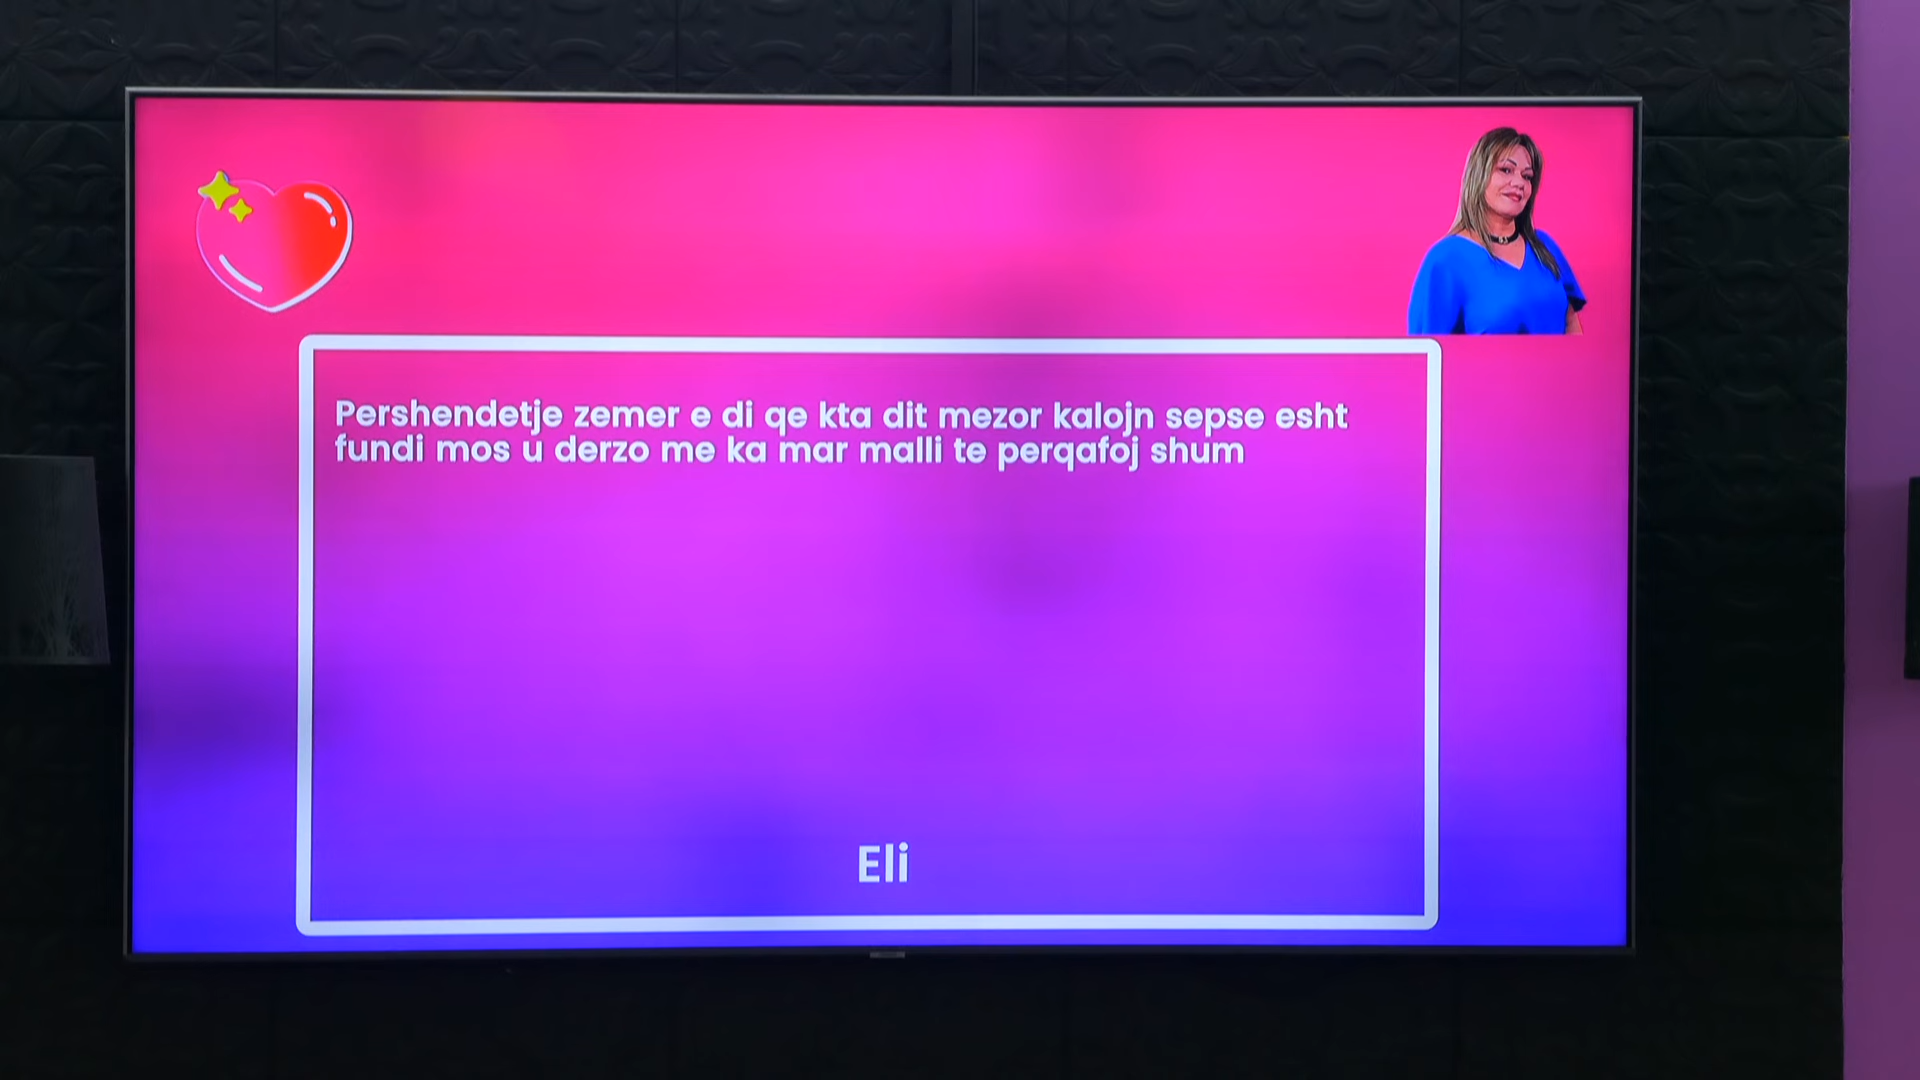 Pershendetje zemer e di qe kta dit mezor kalojn sepse esht
fundi mos u derzo me ka mar malli te perqafoj shum
Eli